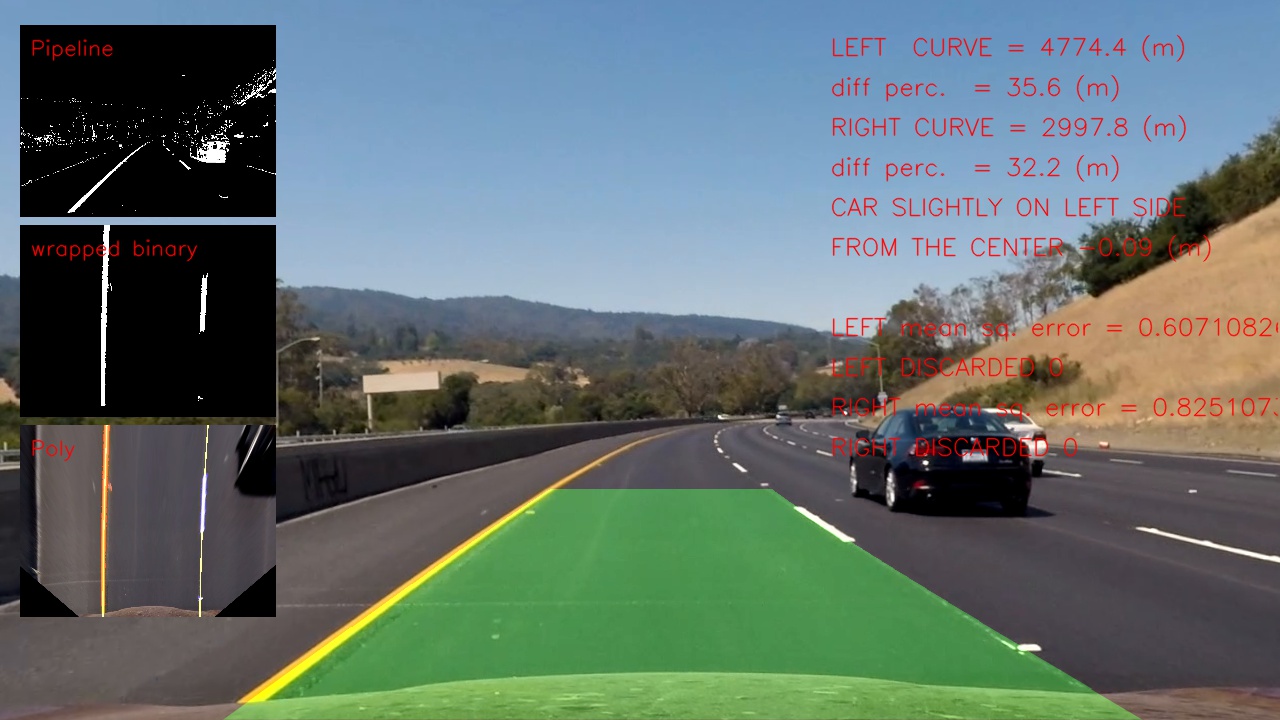 Pipeline
wrapped binary
Poly
LEFT CURVE = 4774.4 (m)
diff perc. = 35.6 (m)
RIGHT CURVE = 2997.8 (m)
diff perc. = 32.2 (m)
CAR SLIGHTLY ON LEFT SIDE
FROM THE CENTER -0.09 (m)
LEFT mean sq. error = 0.6071082
LEFT DISCARDED 0
RIGHT mean sq. error = 0.825107
RIGHT DISCARDED 0